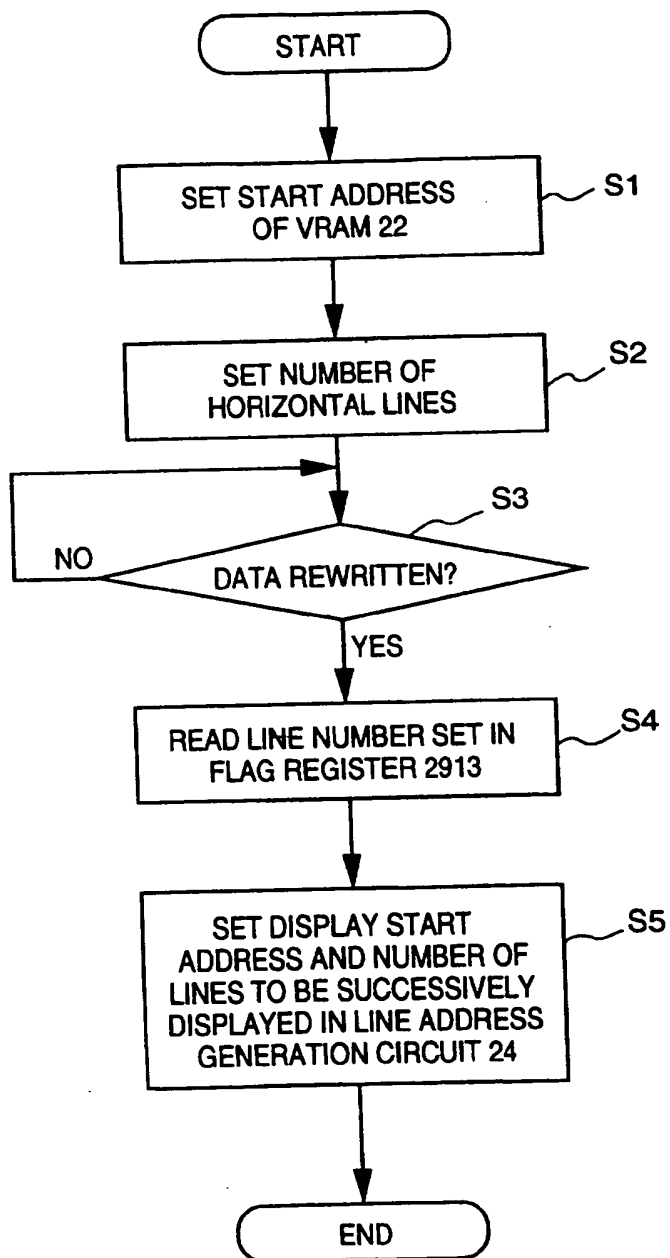 START
SET START ADDRESS
OF VRAM 22
S1
SET NUMBER OF
HORIZONTAL LINES
S2
S3
NO
DATA REWRITTEN?
YES
READ LINE NUMBER SET IN
FLAG REGISTER 2913
S4
SET DISPLAY START
ADDRESS AND NUMBER OF
LINES TO BE SUCCESSIVELY
DISPLAYED IN LINE ADDRESS
GENERATION CIRCUIT 24
S5
END